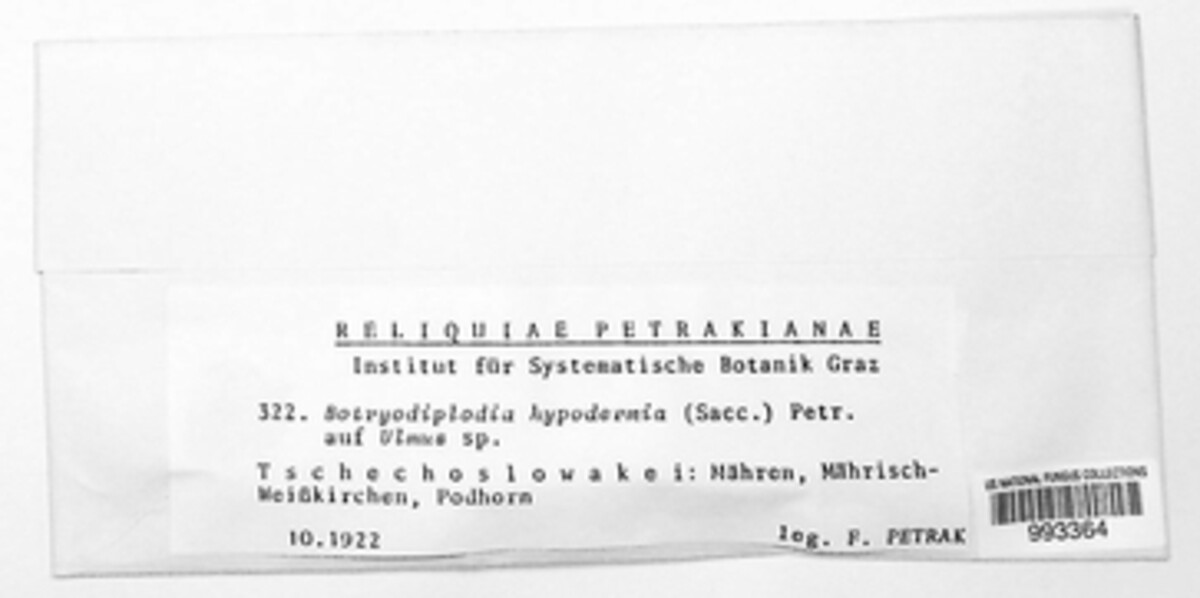 RELIQUIAE PETRAKIANAE
Institut für Systematische Botanik Graz
322. Botryodiplodia hypodermia (Sacc.) Petr.
auf Ulmus sp.
Tschechoslowakei: Mähren, Mährisch-
Weißkirchen, Podhorn
10.1922
leg. F. PETRAK
US NATIONAL FUNGUS COLLECTIONS
993364